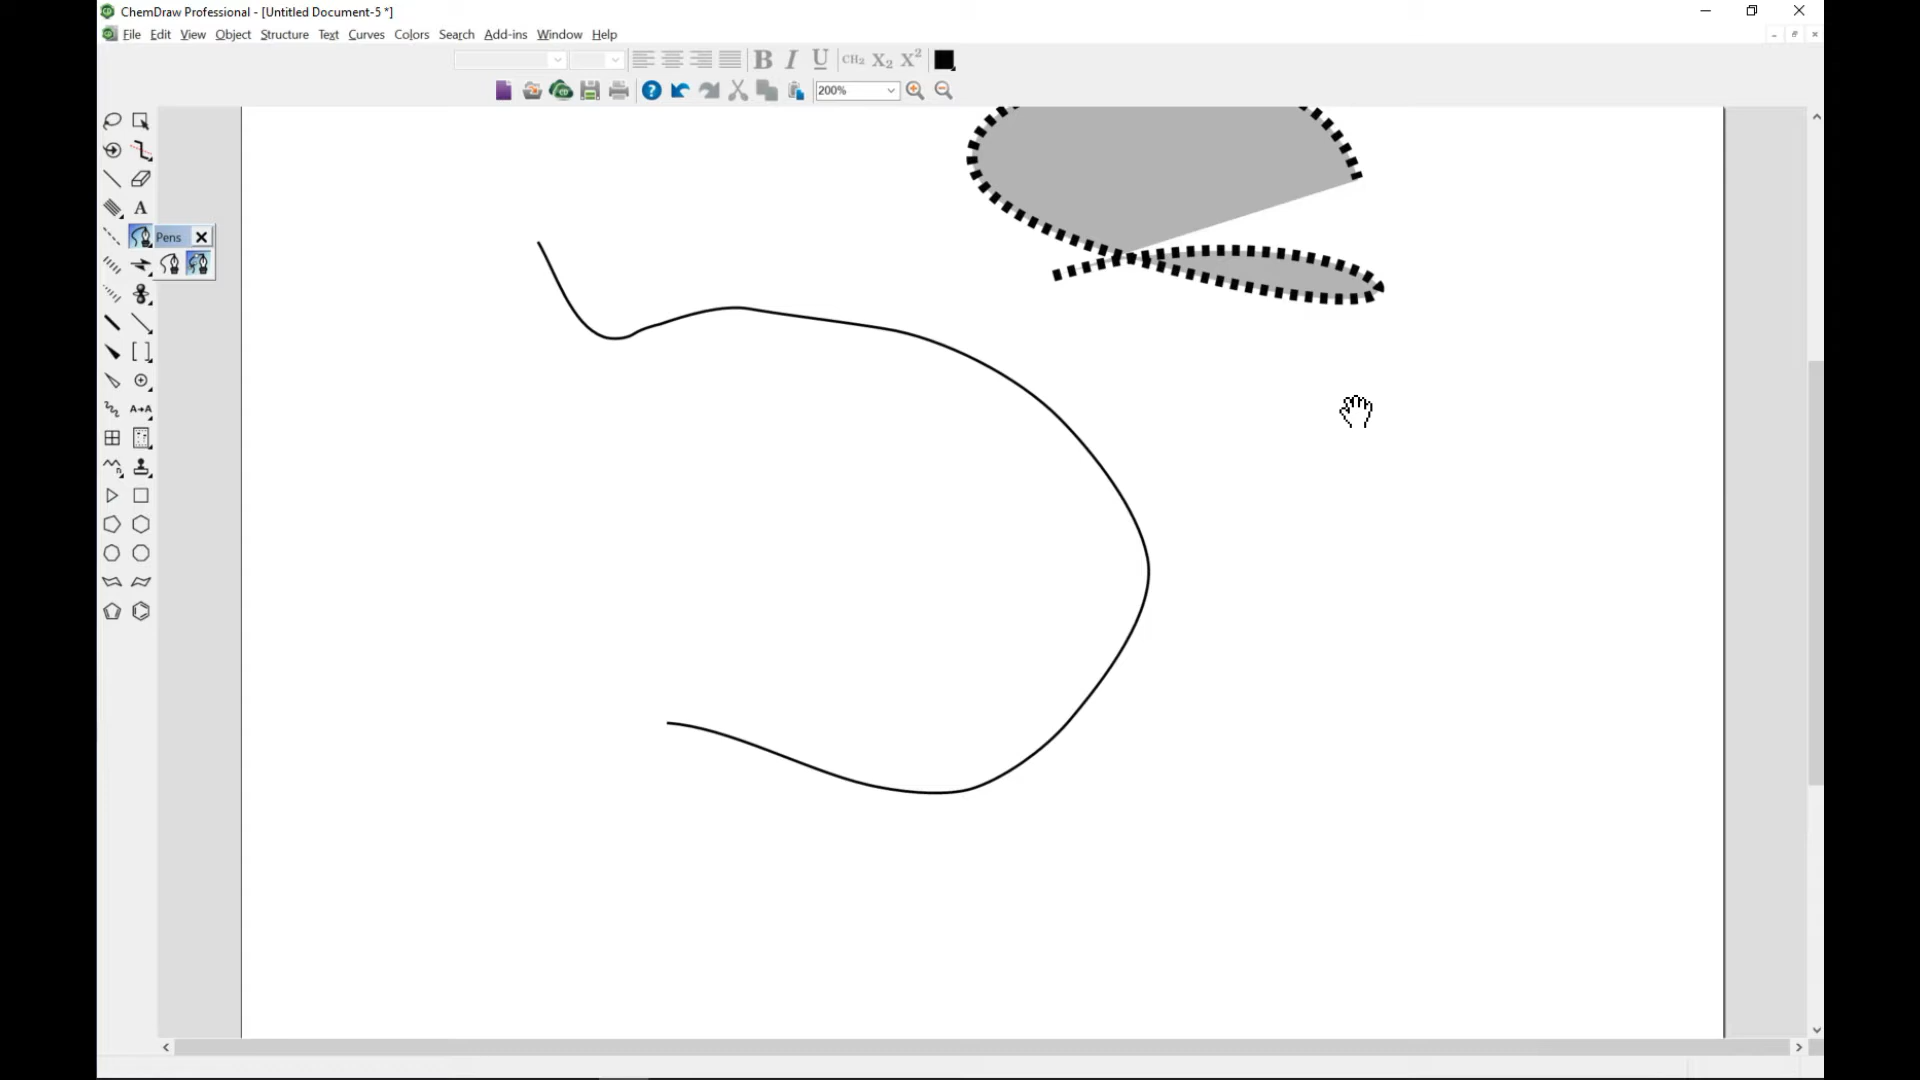 ChemDraw Professional - [Untitled Document-5 *]
File Edit View Object Structure Text Curves Colors Search Add-ins Window Help
B I U CH2 X2 X2
200%
A
Pens
A